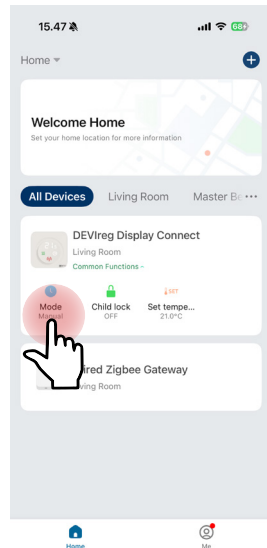 15.47
68
Home
Welcome Home
Set your home location for more information
All Devices Living Room Master Be
DEVIreg Display Connect
Living Room
Common Functions
SET
Mode Child lock Set tempe...
Manual OFF 21.0°C
ired Zigbee Gateway
ving Room
Home Me